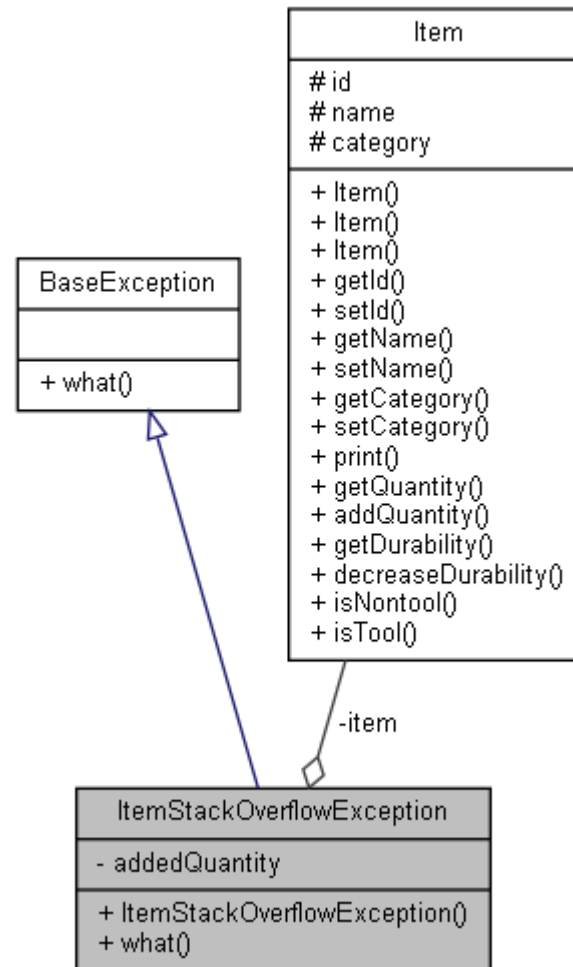 Item
# id
# name
# category
+ Item()
+ Item()
+ Item()
+ getId()
+ setId()
+ getName()
+ setName()
+ getCategory()
+ setCategory()
+ print()
+ getQuantity()
+ addQuantity()
+ getDurability()
+ decreaseDurability()
+ isNontool()
+ isTool()
BaseException
+ what()
-item
ItemStackOverflowException
- addedQuantity
+ ItemStackOverflowException()
+ what()